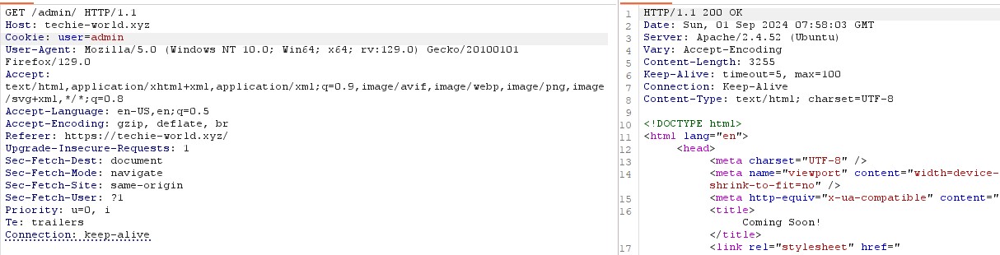 GET /admin/ HTTP/1.1
Host: techie-world.xyz
Cookie: user=admin
User-Agent: Mozilla/5.0 (Windows NT 10.0; Win64; x64; rv:129.0) Gecko/20100101
Firefox/129.0
Accept:
text/html,application/xhtml+xml,application/xml;q=0.9,image/avif,image/webp,image/png,image
/svg+xml,*/*;q=0.8
Accept-Language: en-US,en;q=0.5
Accept-Encoding: gzip, deflate, br
Referer: https://techie-world.xyz/
Upgrade-Insecure-Requests: 1
Sec-Fetch-Dest: document
Sec-Fetch-Mode: navigate
Sec-Fetch-Site: same-origin
Sec-Fetch-User: ?1
Priority: u=0, i
Te: trailers
Connection: keep-alive
1 HTTP/1.1 200 OK
2 Date: Sun, 01 Sep 2024 07:58:03 GMT
3 Server: Apache/2.4.52 (Ubuntu)
4 Vary: Accept-Encoding
5 Content-Length: 3255
6 Keep-Alive: timeout=5, max=100
7 Connection: Keep-Alive
8 Content-Type: text/html; charset=UTF-8
9
10 <!DOCTYPE html>
11 <html lang="en">
12 <head>
13 <meta charset="UTF-8" />
14 <meta name="viewport" content="width=device-
shrink-to-fit=no" />
15 <meta http-equiv="x-ua-compatible" content="
16 <title>
Coming Soon!
</title>
17 <link rel="stylesheet" href="